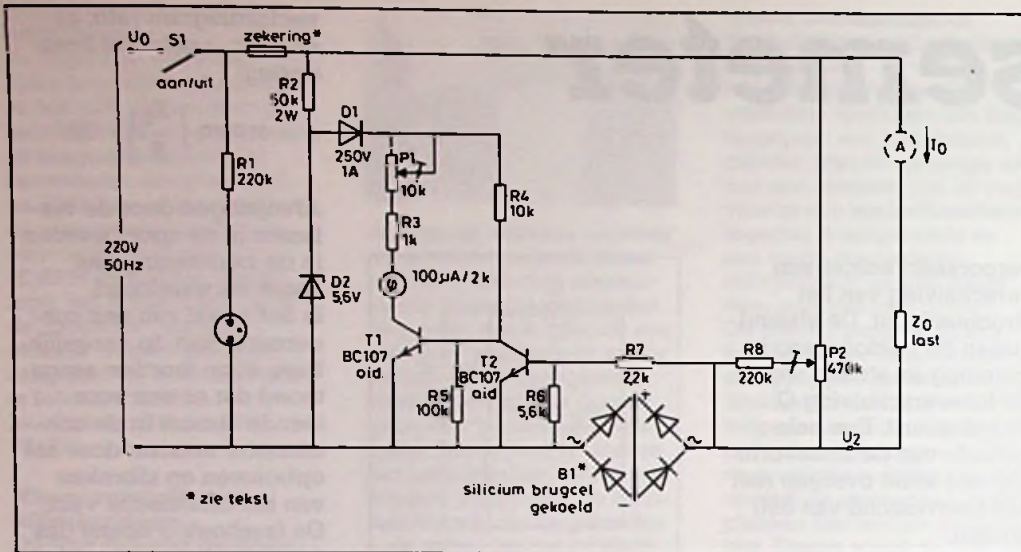 U0
S1
zekering*
aan/uit
R2
50k
2W
D1
250V
1A
R1
220k
P1
10k
R4
10k
A
I0
R3
1k
220V
50Hz
D2
5,6V
φ
100µA/2k
Z0
last
T1
BC107
oid.
T2
BC107
aid
R7
2,2k
R8
220k
P2
470k
R5
100k
R6
5,6k
+
~
~
U2
B1*
silicium brugcel
gekoeld
−
* zie tekst